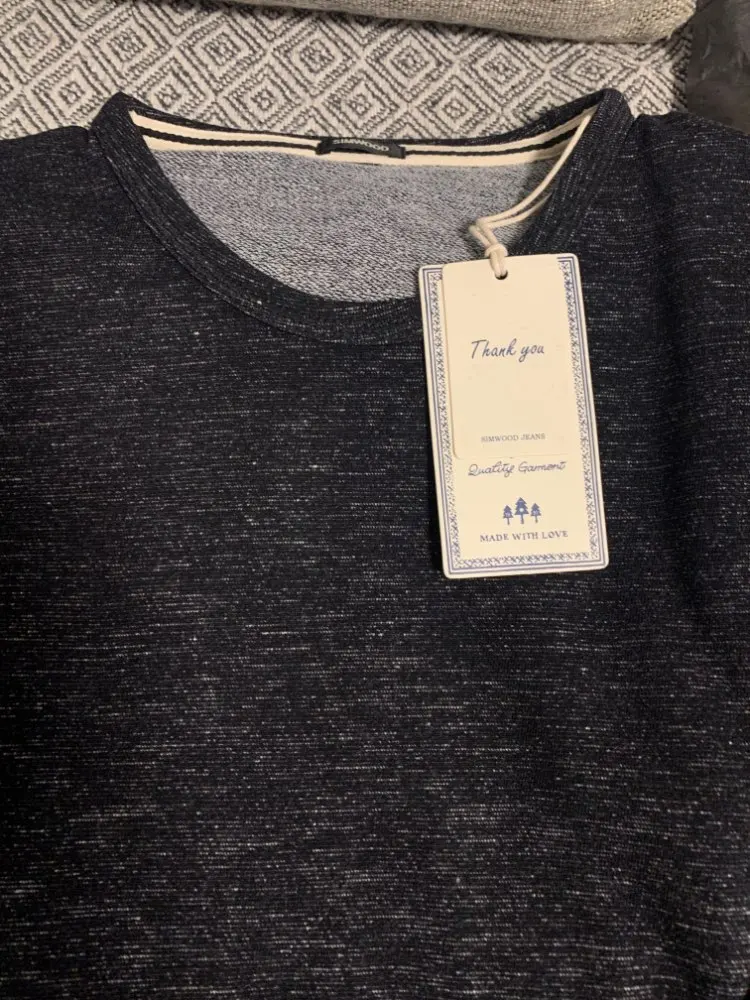 SIMWOOD
Thank you
SIMWOOD JEANS
Quality Garment
MADE WITH LOVE